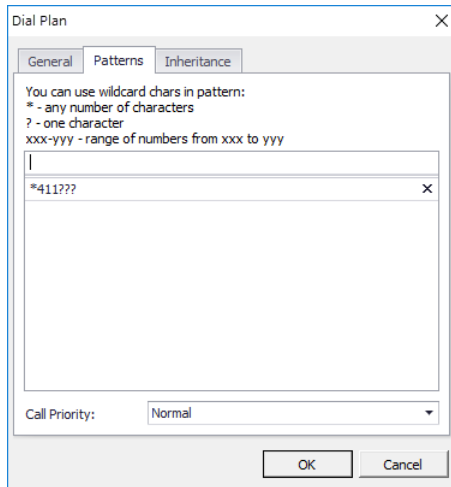 Dial Plan
General Patterns Inheritance
You can use wildcard chars in pattern:
* - any number of characters
? - one character
xxx-yyy - range of numbers from xxx to yyy
*411???
Call Priority: Normal
OK Cancel